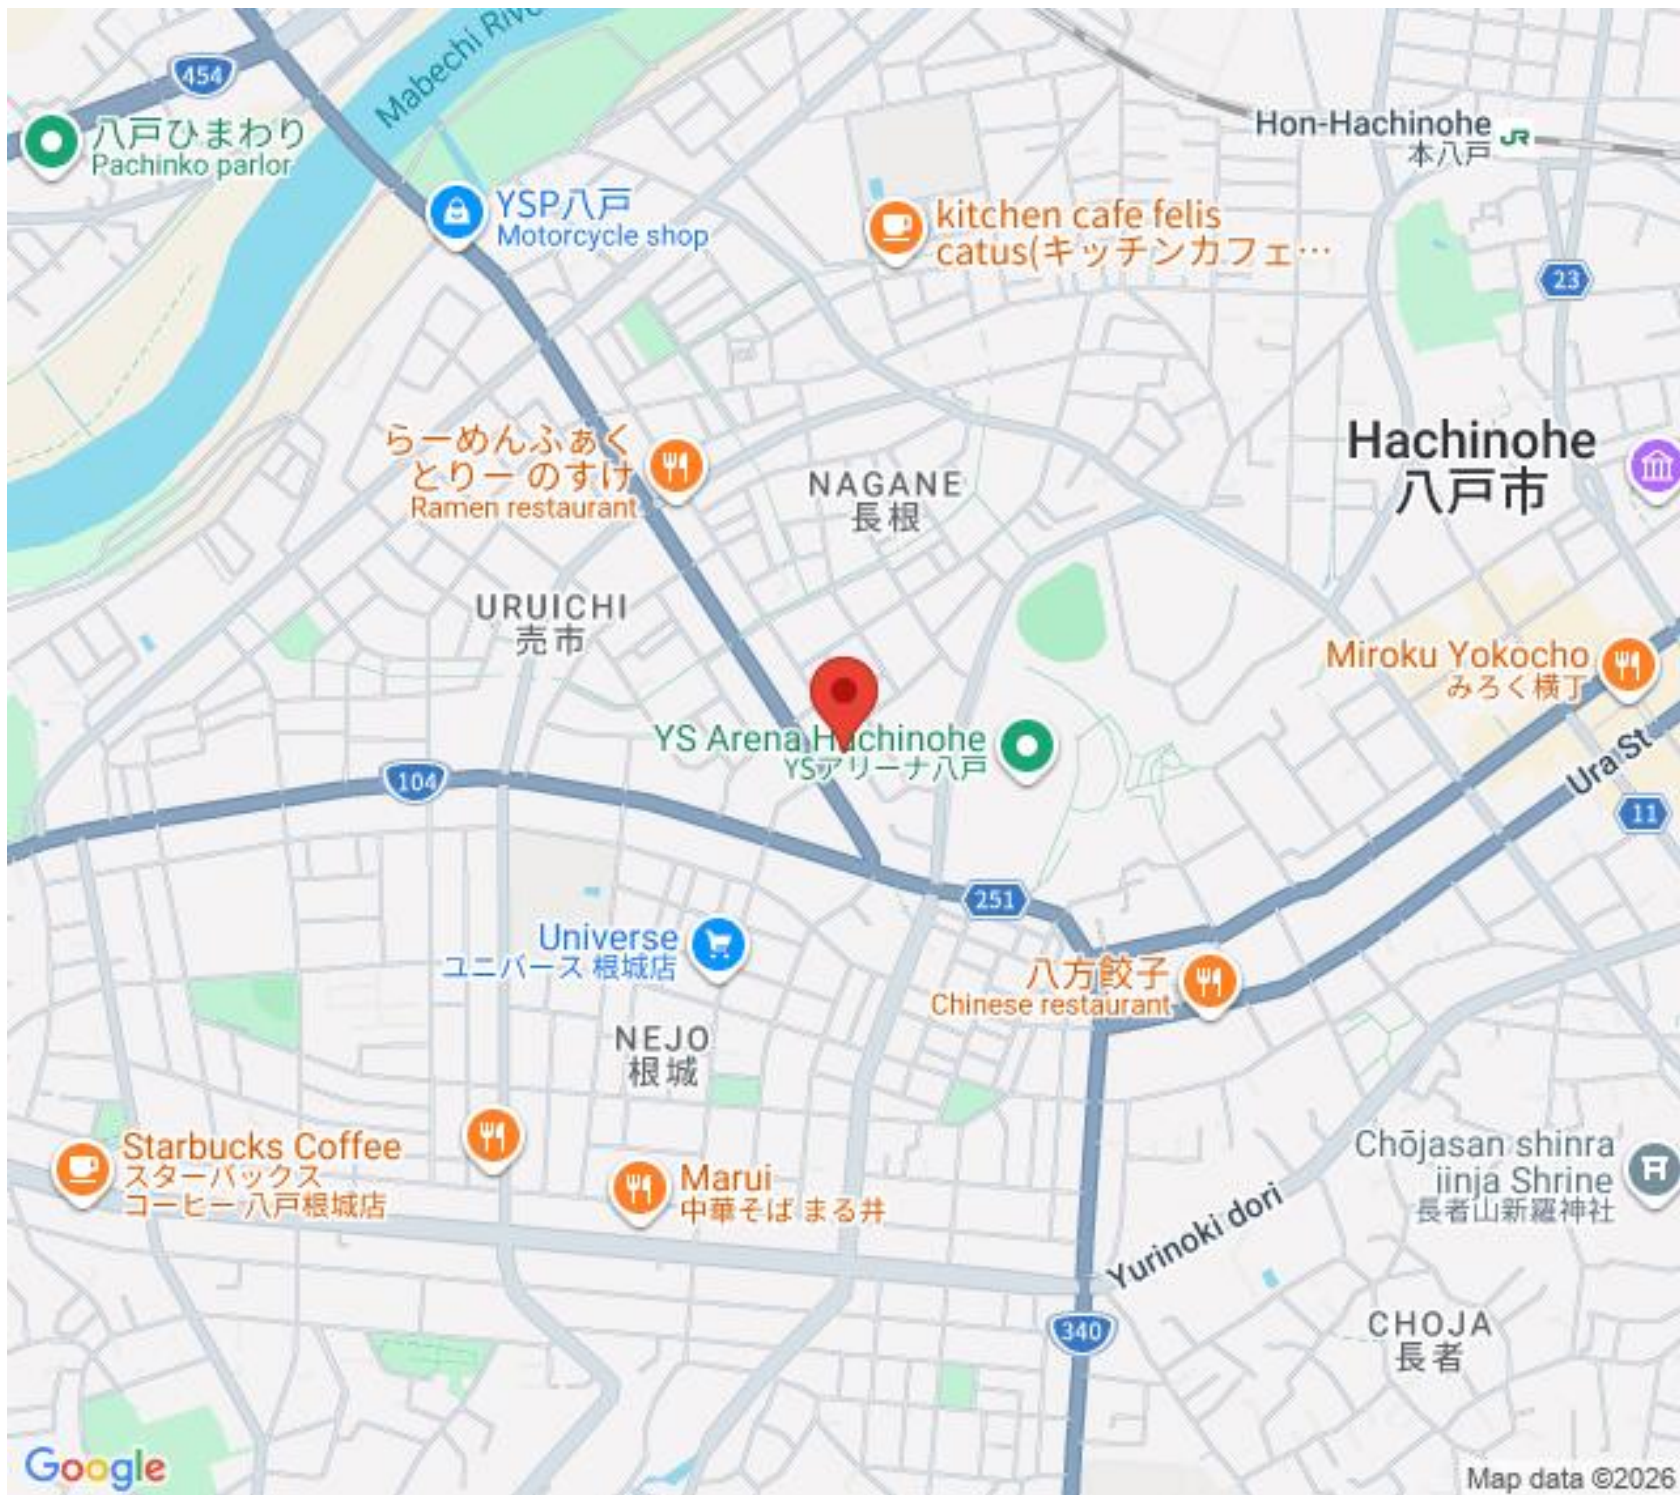 Mabechi River
454
八戸ひまわり
Pachinko parlor
Hon-Hachinohe
本八戸
JR
YSP八戸
Motorcycle shop
kitchen cafe felis
catus(キッチンカフェ…
23
らーめんふぁく
とりー のすけ
Ramen restaurant
NAGANE
長根
Hachinohe
八戸市
URUICHI
売市
Miroku Yokocho
みろく横丁
YS Arena Hachinohe
YSアリーナ八戸
104
Ura St
11
251
Universe
ユニバース 根城店
八方餃子
Chinese restaurant
NEJO
根城
Starbucks Coffee
スターバックス
コーヒー 八戸根城店
Marui
中華そば まる井
Chōjasan shinra
jinja Shrine
長者山新羅神社
Yurinoki dori
340
CHOJA
長者
Google
Map data ©2026